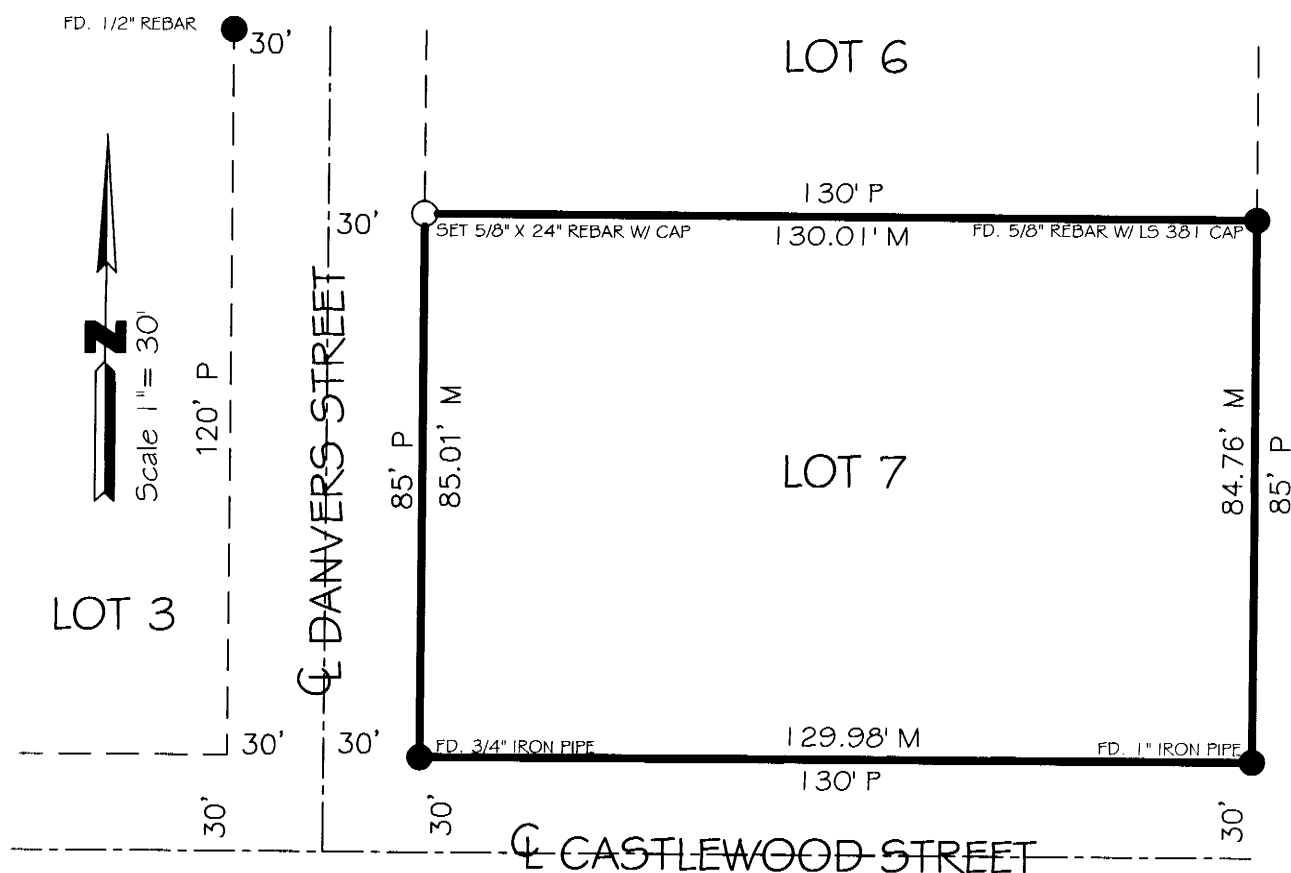 FD. 1/2" REBAR
30'
LOT 6
130' P
30'
SET 5/8" X 24" REBAR W/ CAP
130.01' M
FD. 5/8" REBAR W/ LS 381 CAP
N
Scale 1"= 30'
120' P
℄ DANVERS STREET
85' P
85.01' M
LOT 7
84.76' M
85' P
LOT 3
30'
30'
FD. 3/4" IRON PIPE
129.98' M
FD. 1" IRON PIPE
130' P
30'
30'
30'
℄ CASTLEWOOD STREET